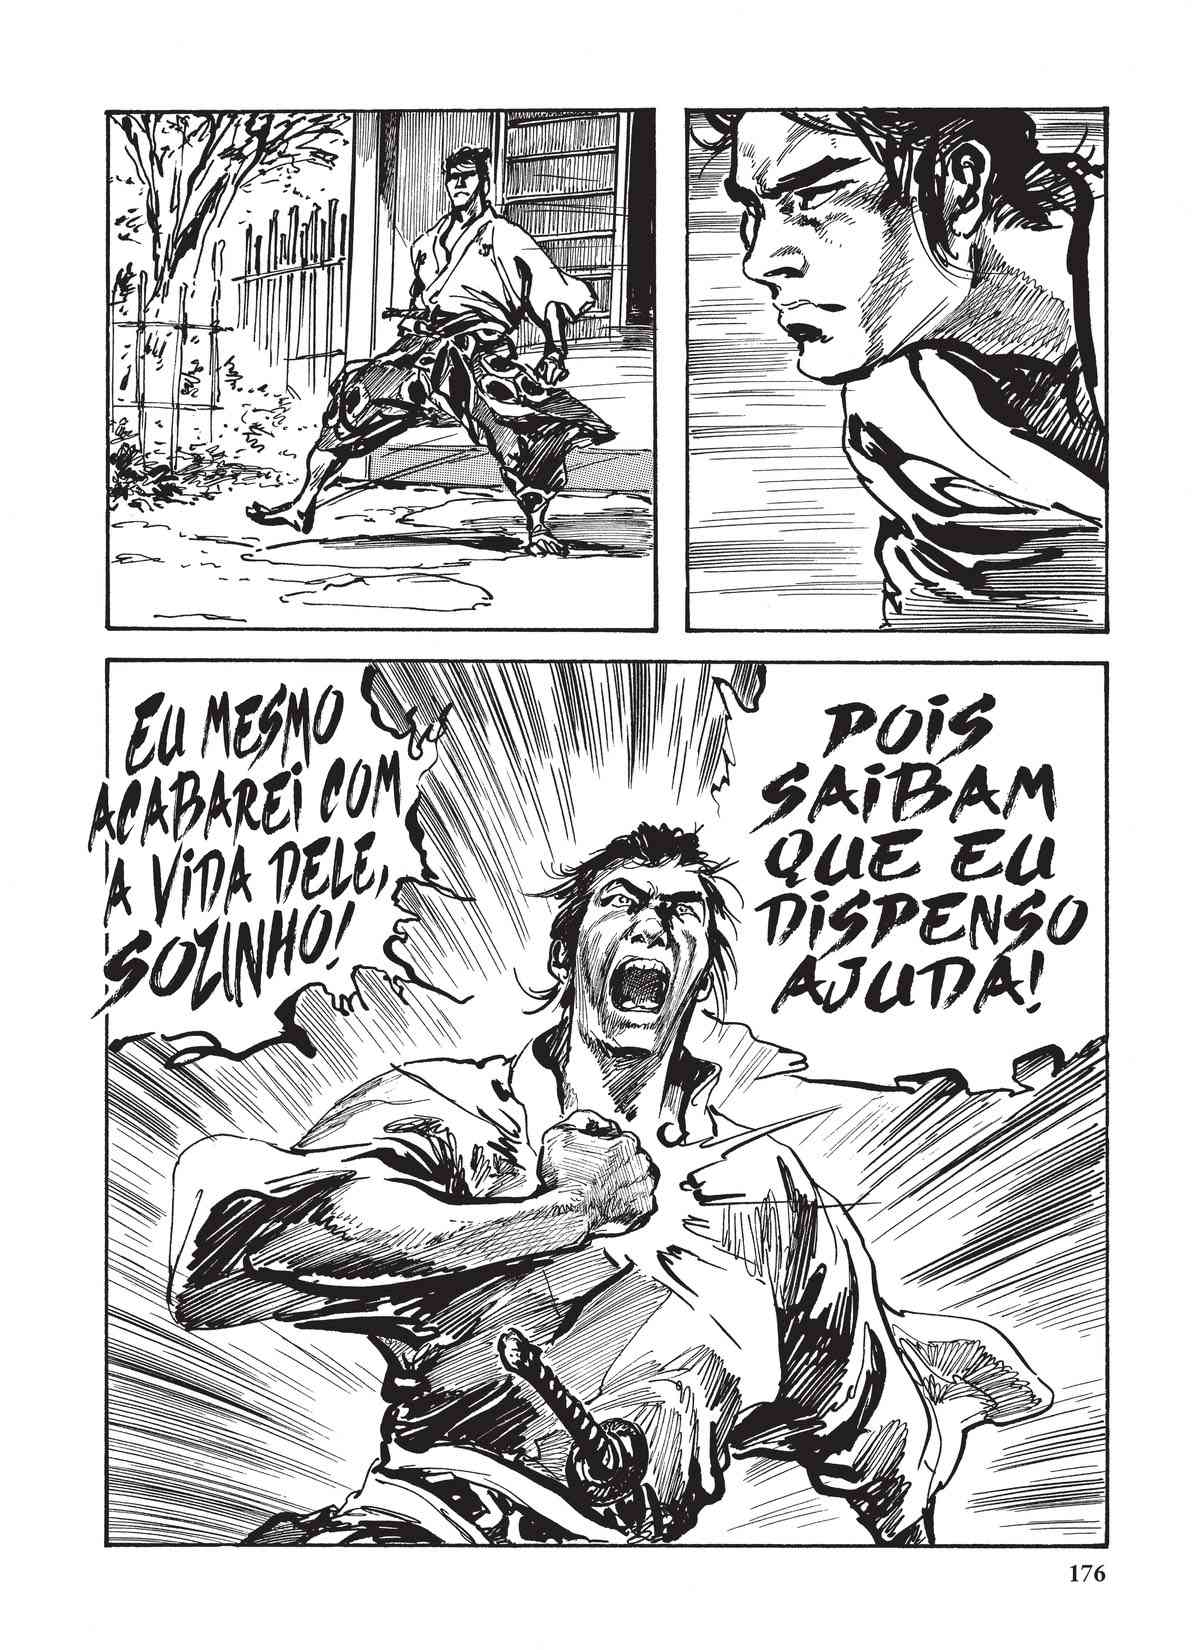 POIS
SAIBAM
QUE EU
DISPENSO
AJUDA!
EU MESMO
ACABAREI COM
A VIDA DELE,
SOZINHO!
176